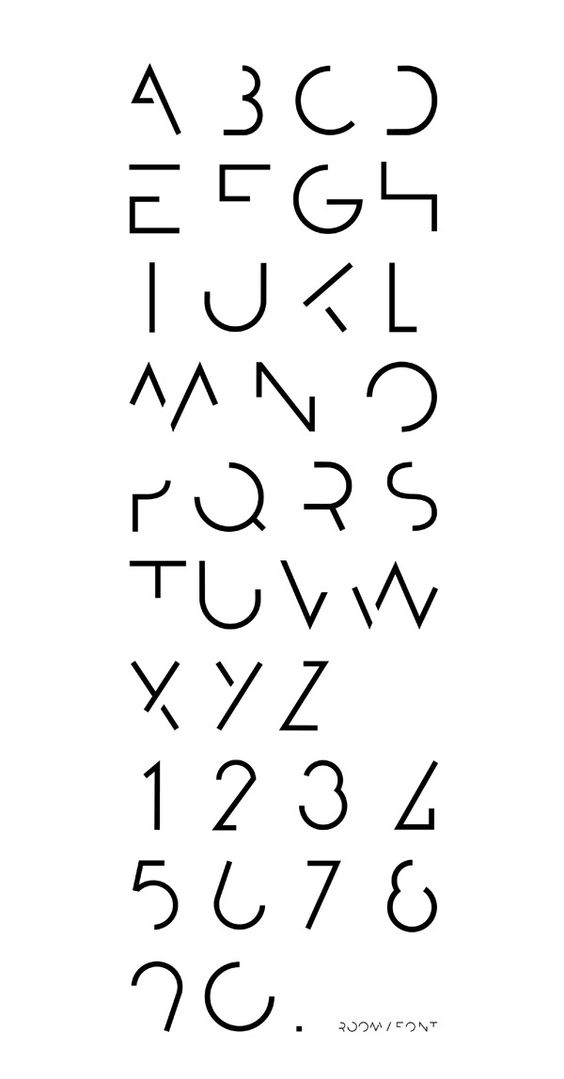 A B C D
E F G H
I J K L
M N O
P Q R S
T U V W
X Y Z
1 2 3 4
5 6 7 8
9 0 .
ROOM/FONT